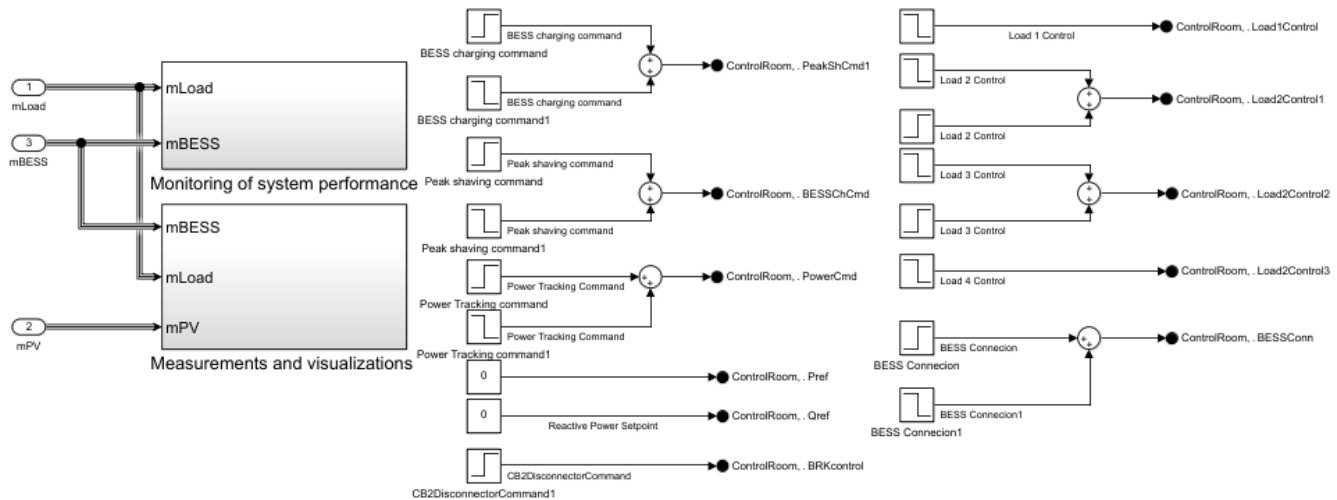 1
mLoad
3
mBESS
mLoad
mBESS
Monitoring of system performance
mBESS
mLoad
2
mPV
mPV
Measurements and visualizations
BESS charging command
BESS charging command
+
+
ControlRoom, . PeakShCmd1
BESS charging command
BESS charging command1
Peak shaving command
Peak shaving command
+
+
ControlRoom, . BESSChCmd
Peak shaving command
Peak shaving command1
Power Tracking Command
Power Tracking command
+
+
ControlRoom, . PowerCmd
Power Tracking Command
Power Tracking command1
0
ControlRoom, . Pref
0
Reactive Power Setpoint
ControlRoom, . Qref
CB2DisconnectorCommand
CB2DisconnectorCommand1
ControlRoom, . BRKcontrol
Load 1 Control
ControlRoom, . Load1Control
Load 2 Control
+
+
ControlRoom, . Load2Control1
Load 2 Control
Load 3 Control
+
+
ControlRoom, . Load2Control2
Load 3 Control
Load 4 Control
ControlRoom, . Load2Control3
BESS Connecion
BESS Connecion
+
+
ControlRoom, . BESSConn
BESS Connecion1
BESS Connecion1